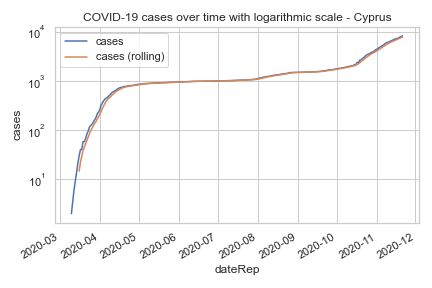 COVID-19 cases over time with logarithmic scale - Cyprus
cases
cases (rolling)
10^4
10^3
10^2
10^1
cases
2020-03
2020-04
2020-05
2020-06
2020-07
2020-08
2020-09
2020-10
2020-11
2020-12
dateRep